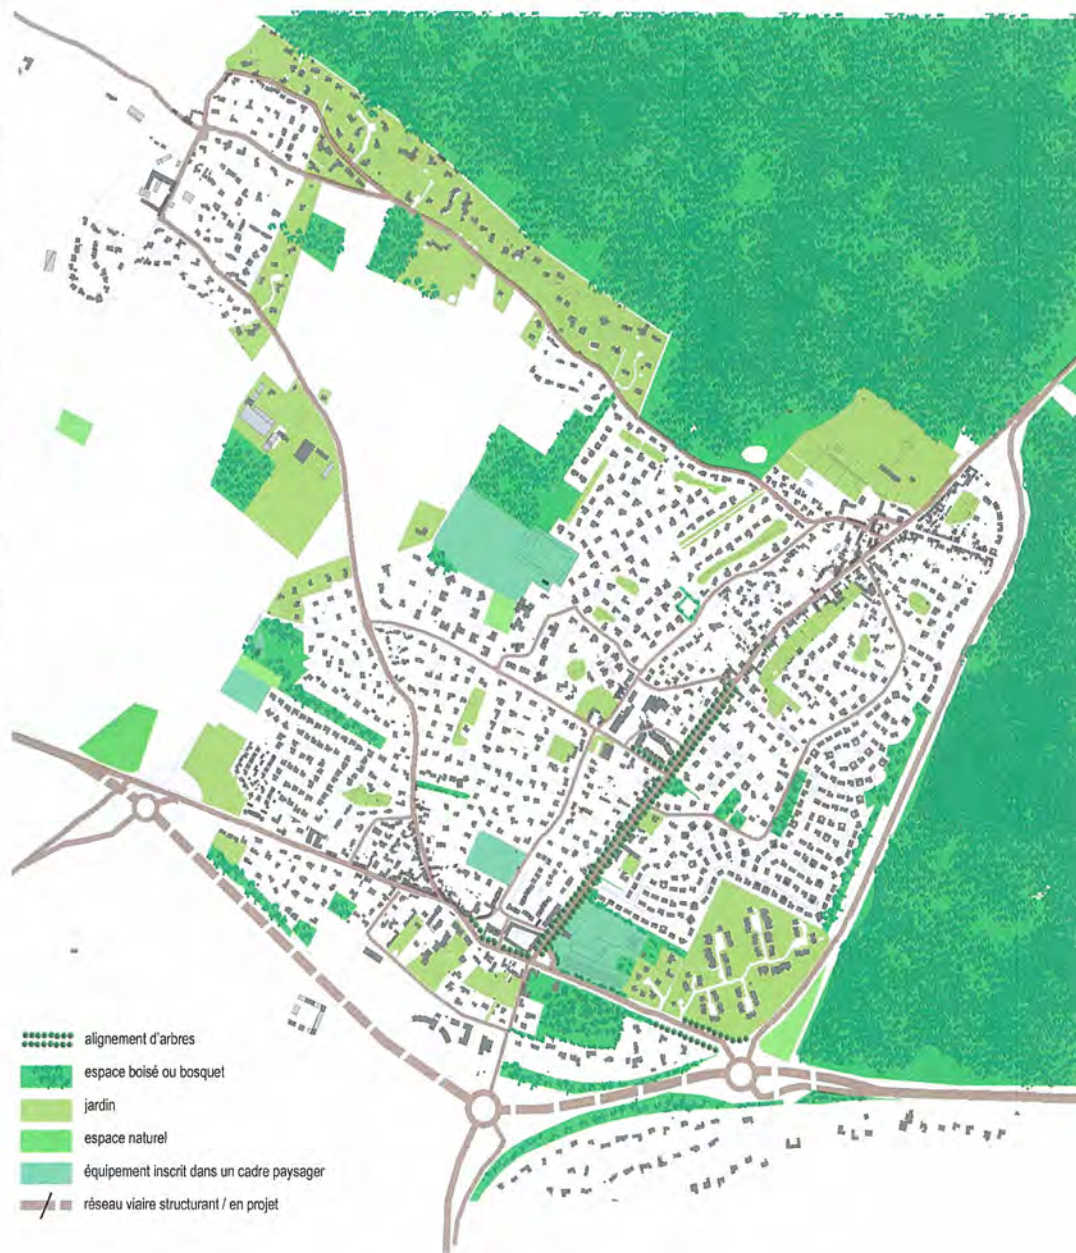 alignement d'arbres
espace boisé ou bosquet
jardin
espace naturel
équipement inscrit dans un cadre paysager
réseau viaire structurant / en projet